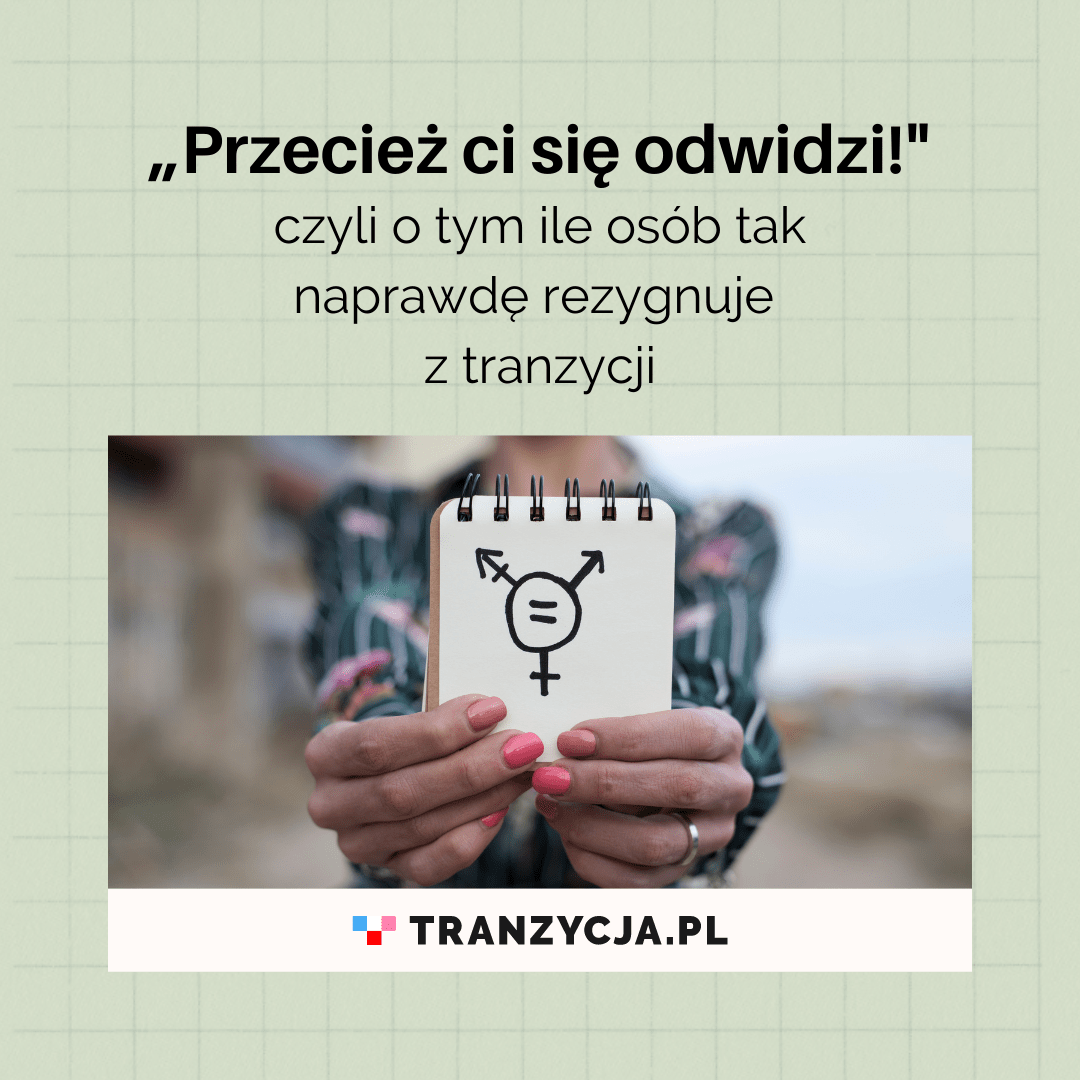 „Przecież ci się odwidzi!"
czyli o tym ile osób tak
naprawdę rezygnuje
z tranzycji
TRANZYCJA.PL